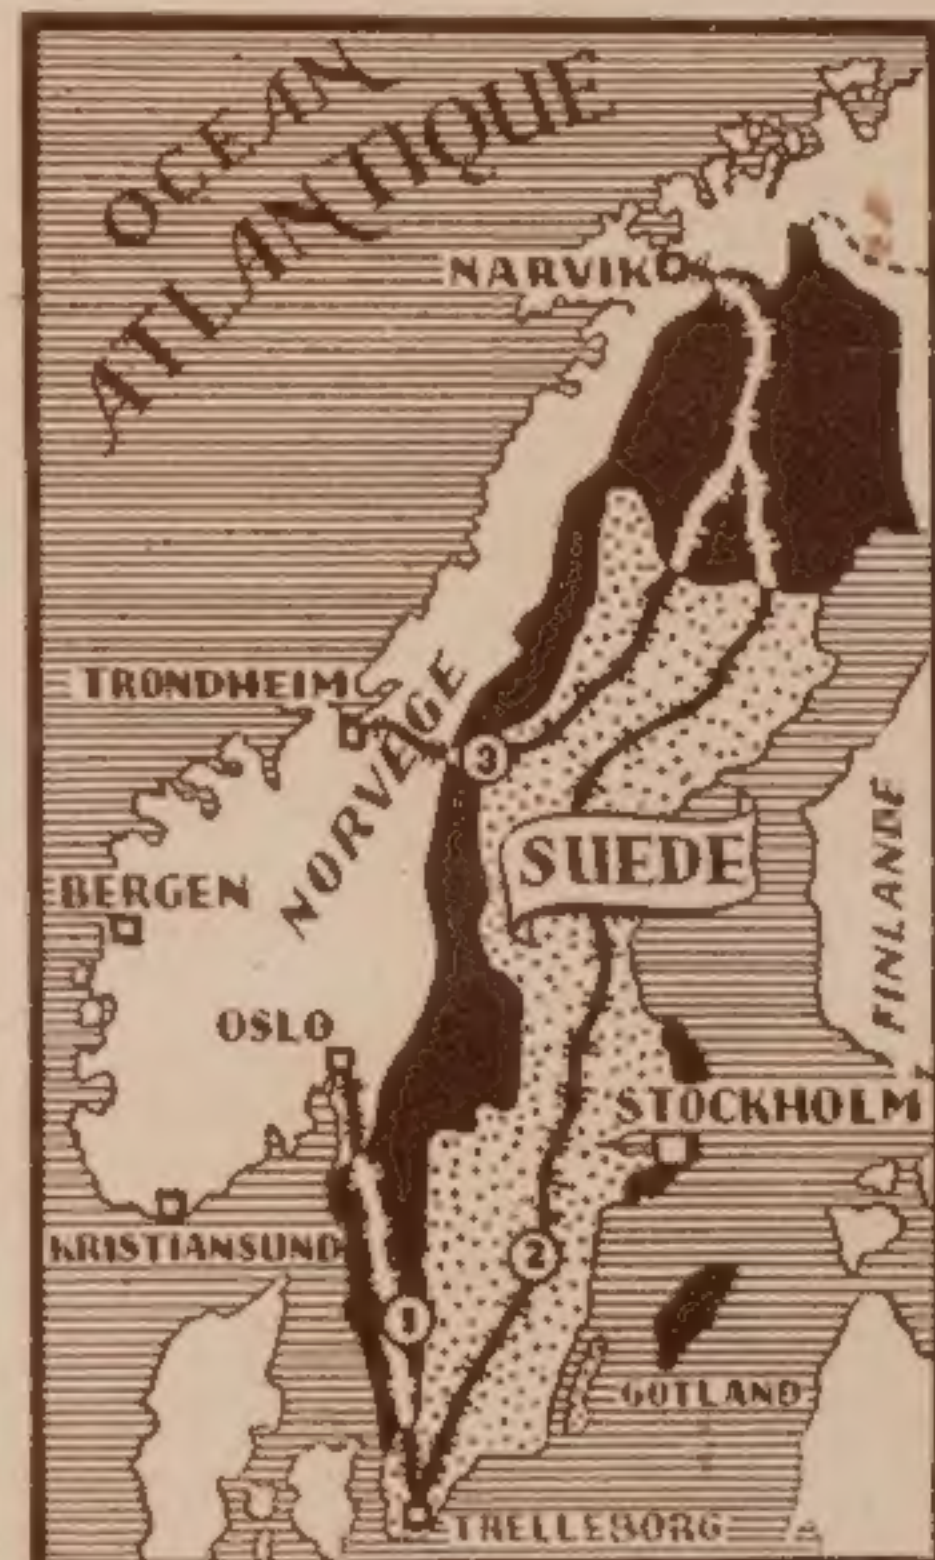 OCEAN
ATLANTIQUE
NARVIK
TRONDHEIM
NORVEGE
3
SUEDE
BERGEN
FINLANDE
OSLO
STOCKHOLM
KRISTIANSUND
2
1
GOTLAND
TRELLEBORG